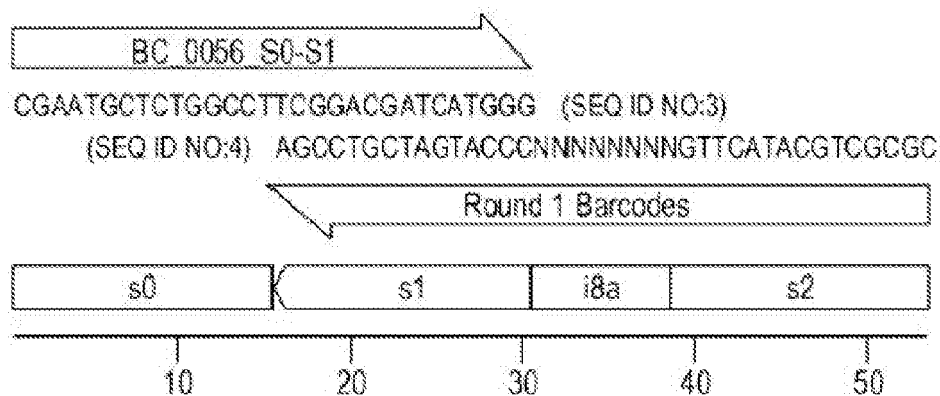 BC_0056_S0-S1
CGAATGCTCTGGCCTTCGGACGATCATGGG (SEQ ID NO:3)
(SEQ ID NO:4) AGCCTGCTAGTACCCNNNNNNNNGTTCATACGTCGCGC
Round 1 Barcodes
s0 s1 i8a s2
10 20 30 40 50